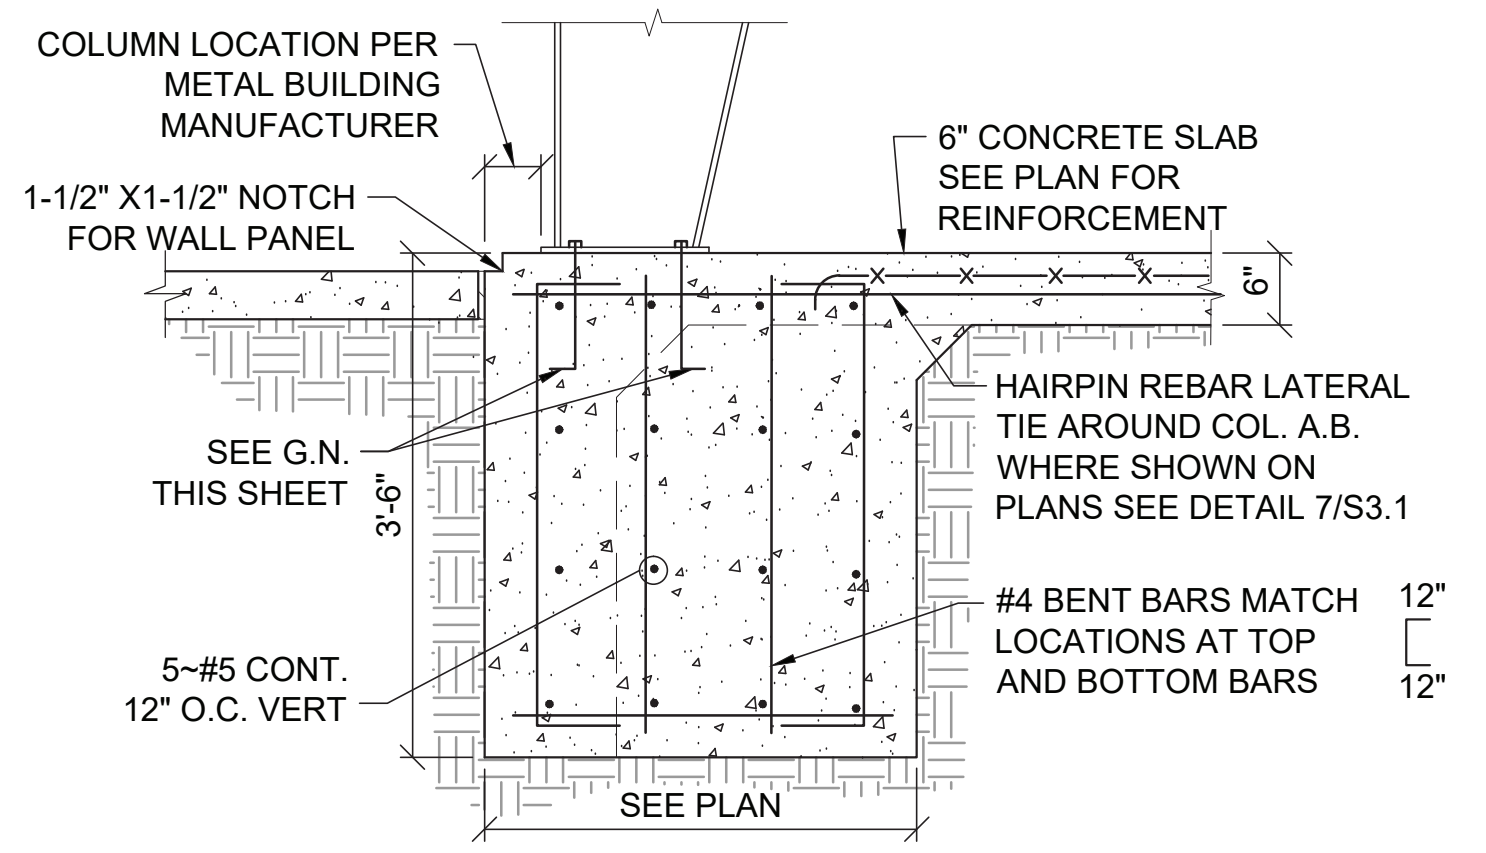 COLUMN LOCATION PER
METAL BUILDING
MANUFACTURER
1-1/2" X1-1/2" NOTCH
FOR WALL PANEL
6" CONCRETE SLAB
SEE PLAN FOR
REINFORCEMENT
6"
HAIRPIN REBAR LATERAL
TIE AROUND COL. A.B.
WHERE SHOWN ON
PLANS SEE DETAIL 7/S3.1
SEE G.N.
THIS SHEET
3'-6"
#4 BENT BARS MATCH
LOCATIONS AT TOP
AND BOTTOM BARS
12"
12"
5~#5 CONT.
12" O.C. VERT
SEE PLAN